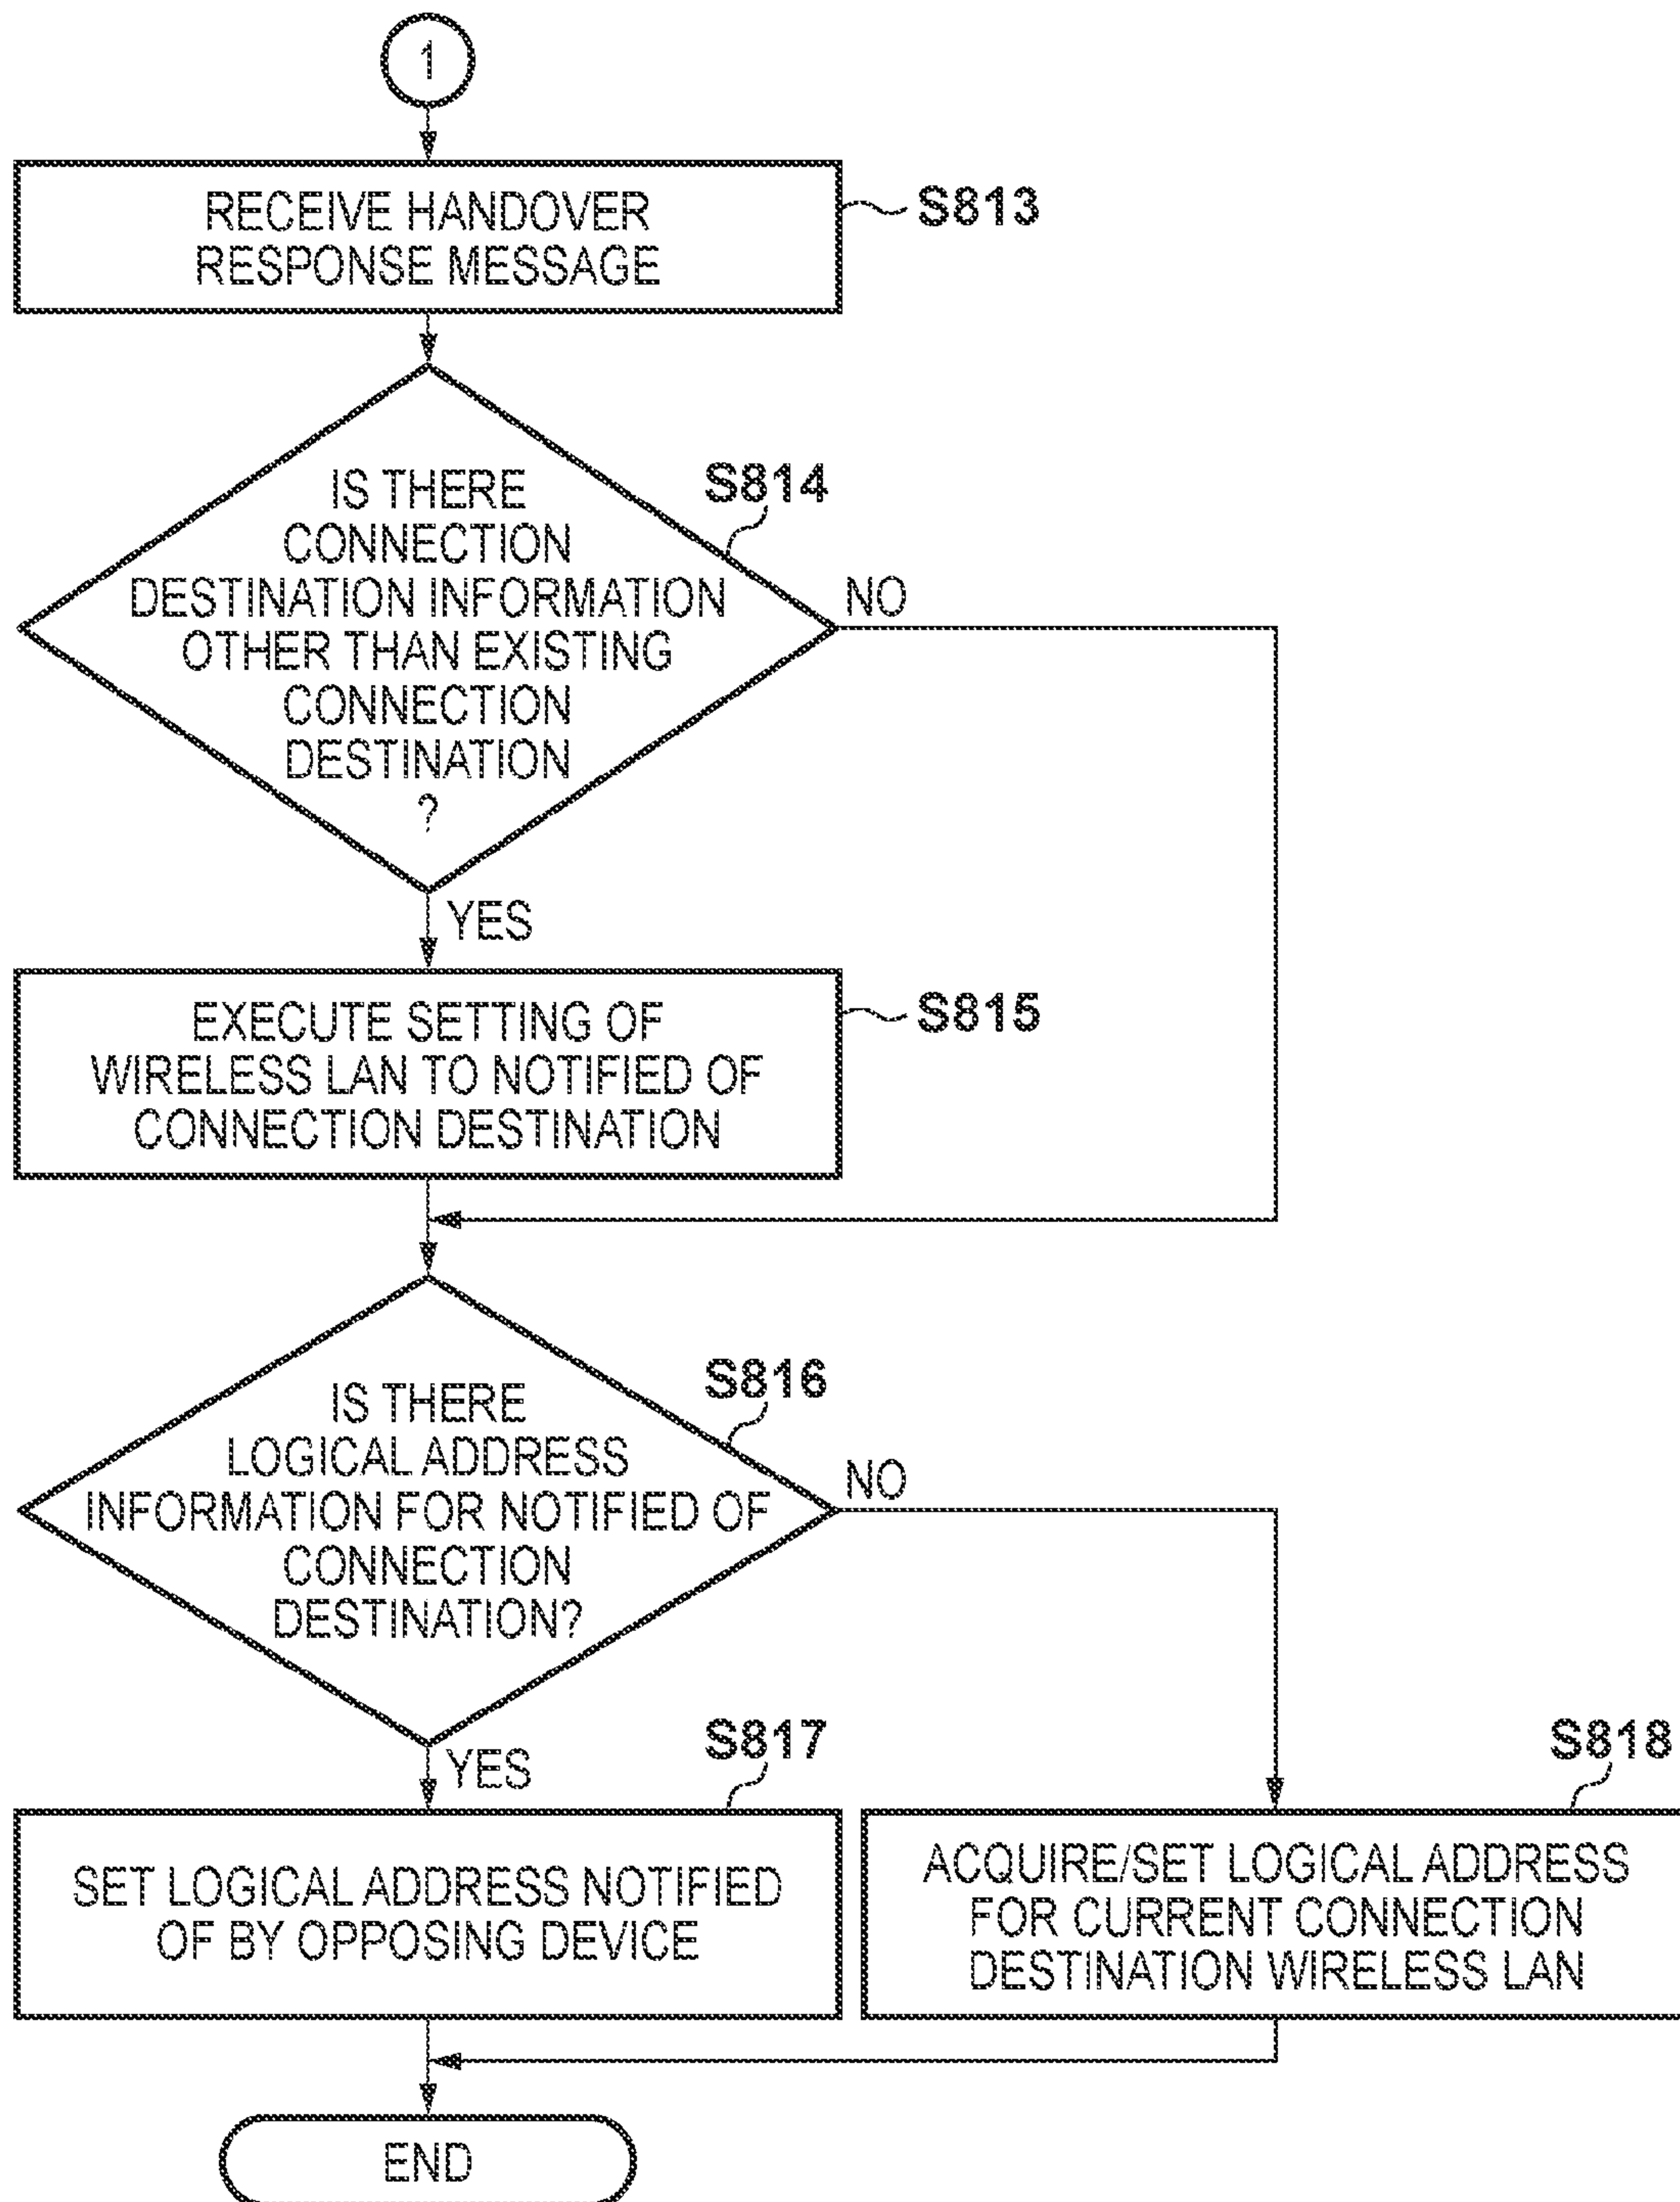 1
RECEIVE HANDOVER
RESPONSE MESSAGE
S813
IS THERE
CONNECTION
DESTINATION INFORMATION
OTHER THAN EXISTING
CONNECTION
DESTINATION
?
S814
NO
YES
EXECUTE SETTING OF
WIRELESS LAN TO NOTIFIED OF
CONNECTION DESTINATION
S815
IS THERE
LOGICAL ADDRESS
INFORMATION FOR NOTIFIED OF
CONNECTION
DESTINATION?
S816
NO
YES
S817
SET LOGICAL ADDRESS NOTIFIED
OF BY OPPOSING DEVICE
S818
ACQUIRE/SET LOGICAL ADDRESS
FOR CURRENT CONNECTION
DESTINATION WIRELESS LAN
END